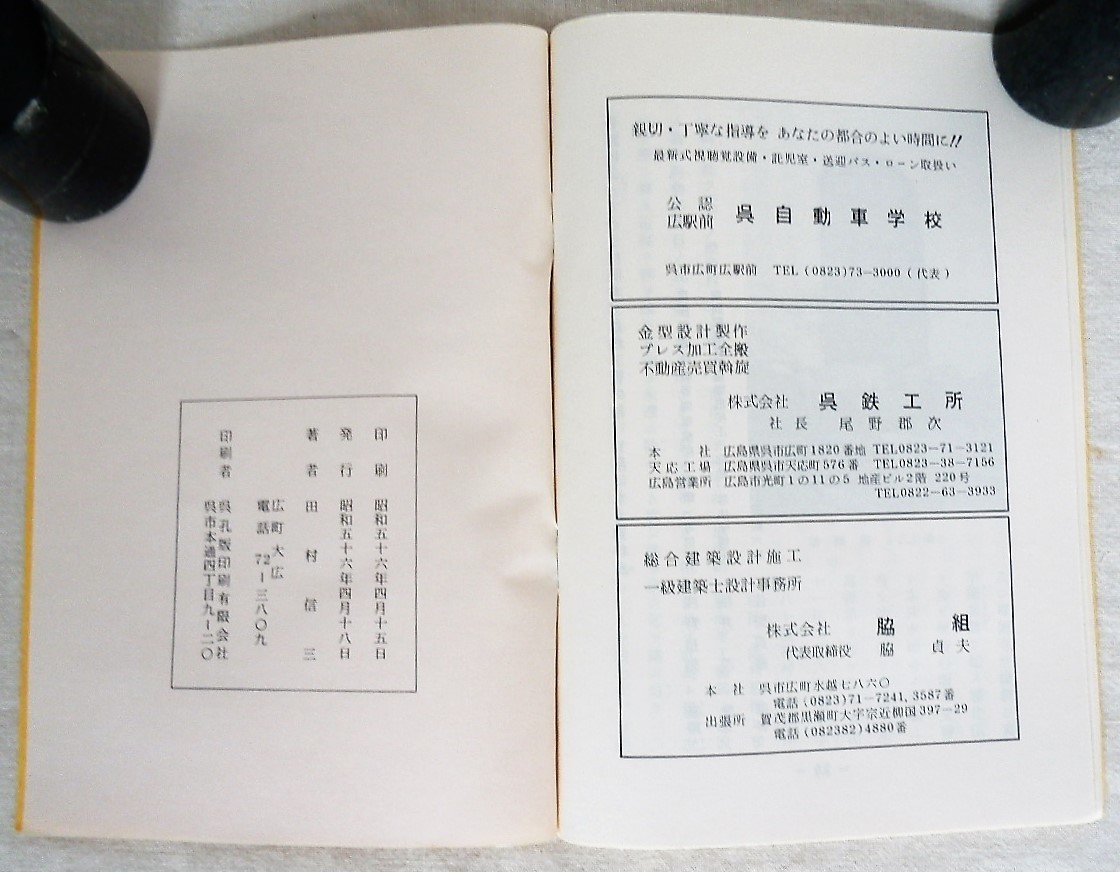 親切・丁寧な指導を あなたの都合のよい時間に!!
最新式視聴覚設備・託児室・送迎バス・ローン取扱い
公認
広駅前
呉自動車学校
呉市広町広駅前 TEL (0823)73-3000 (代表)
金型設計製作
プレス加工全般
不動産売買斡旋
株式会社 呉鉄工所
社長 尾野郡次
本社 広島県呉市広町1820番地 TEL0823-71-3121
天応工場 広島県呉市天応町576番 TEL0823-38-7156
広島営業所 広島市光町1の11の5 地産ビル2階 220号
TEL0822-63-3933
総合建築設計施工
一級建築士設計事務所
株式会社 脇組
代表取締役 脇貞夫
本社 呉市広町水越七八六〇
電話 (0823)71-7241, 3587番
出張所 賀茂郡黒瀬町大字宗近柳国397-29
電話 (082382)4880番
印刷 昭和五十六年四月十五日
発行 昭和五十六年四月十八日
著者 田村信三
広町大広
電話 72-三八〇九
印刷者 呉孔版印刷有限会社
呉市本通四丁目九-二〇